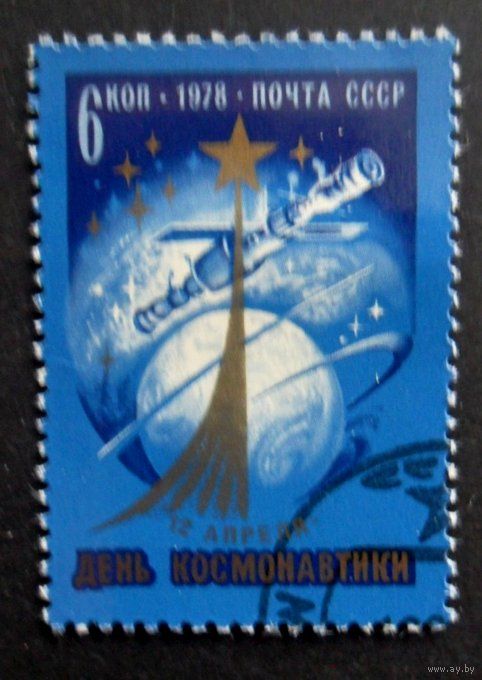 6 КОП • 1978 • ПОЧТА СССР
12 АПРЕЛЯ
ДЕНЬ КОСМОНАВТИКИ
www.ay.by